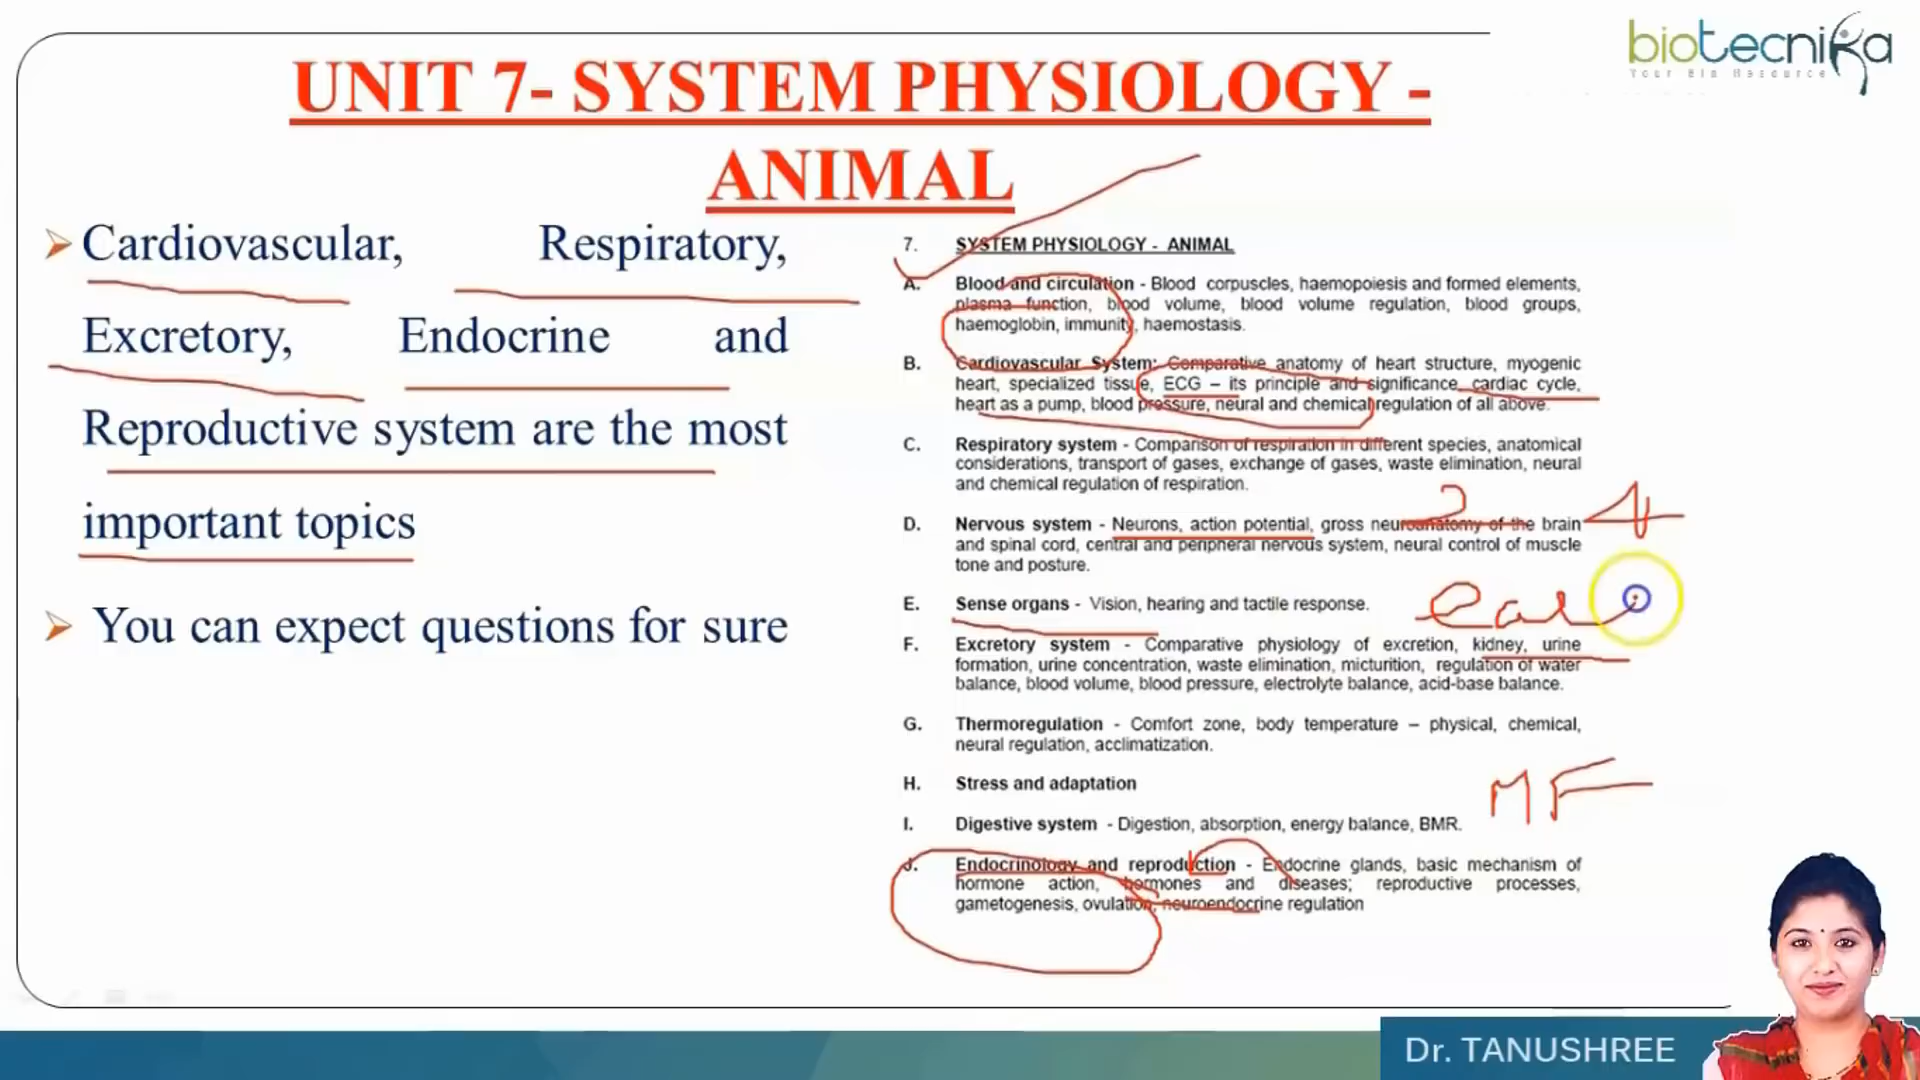 biotecnika
Your Bio Resource
UNIT 7- SYSTEM PHYSIOLOGY -
ANIMAL
Cardiovascular, Respiratory,
Excretory, Endocrine and
Reproductive system are the most
important topics
You can expect questions for sure
7. SYSTEM PHYSIOLOGY - ANIMAL
A. Blood and circulation - Blood corpuscles, haemopoiesis and formed elements,
plasma function, blood volume, blood volume regulation, blood groups,
haemoglobin, immunity, haemostasis.
B. Cardiovascular System: Comparative anatomy of heart structure, myogenic
heart, specialized tissue, ECG – its principle and significance, cardiac cycle,
heart as a pump, blood pressure, neural and chemical regulation of all above.
C. Respiratory system - Comparison of respiration in different species, anatomical
considerations, transport of gases, exchange of gases, waste elimination, neural
and chemical regulation of respiration.
2 4
D. Nervous system - Neurons, action potential, gross neuroanatomy of the brain
and spinal cord, central and peripheral nervous system, neural control of muscle
tone and posture.
E. Sense organs - Vision, hearing and tactile response.
ear
F. Excretory system - Comparative physiology of excretion, kidney, urine
formation, urine concentration, waste elimination, micturition, regulation of water
balance, blood volume, blood pressure, electrolyte balance, acid-base balance.
G. Thermoregulation - Comfort zone, body temperature – physical, chemical,
neural regulation, acclimatization.
H. Stress and adaptation
MF
I. Digestive system - Digestion, absorption, energy balance, BMR.
J. Endocrinology and reproduction - Endocrine glands, basic mechanism of
hormone action, hormones and diseases; reproductive processes,
gametogenesis, ovulation, neuroendocrine regulation
Dr. TANUSHREE